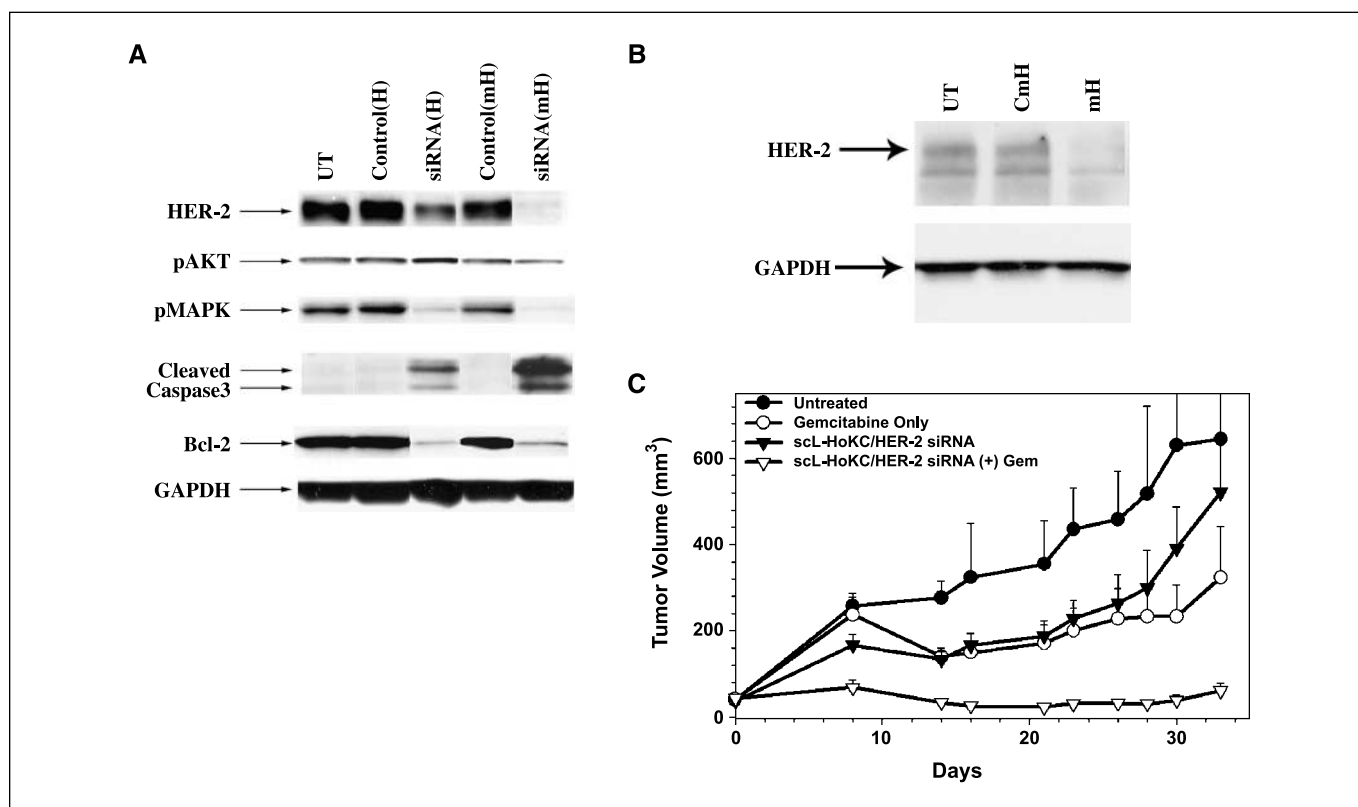 A
UT
Control(H)
siRNA(H)
Control(mH)
siRNA(mH)
HER-2
pAKT
pMAPK
Cleaved
Caspase3
Bcl-2
GAPDH
B
UT
CmH
mH
HER-2
GAPDH
C
Untreated
Gemcitabine Only
scL-HoKC/HER-2 siRNA
scL-HoKC/HER-2 siRNA (+) Gem
Tumor Volume (mm³)
600
400
200
0
0
10
20
30
Days